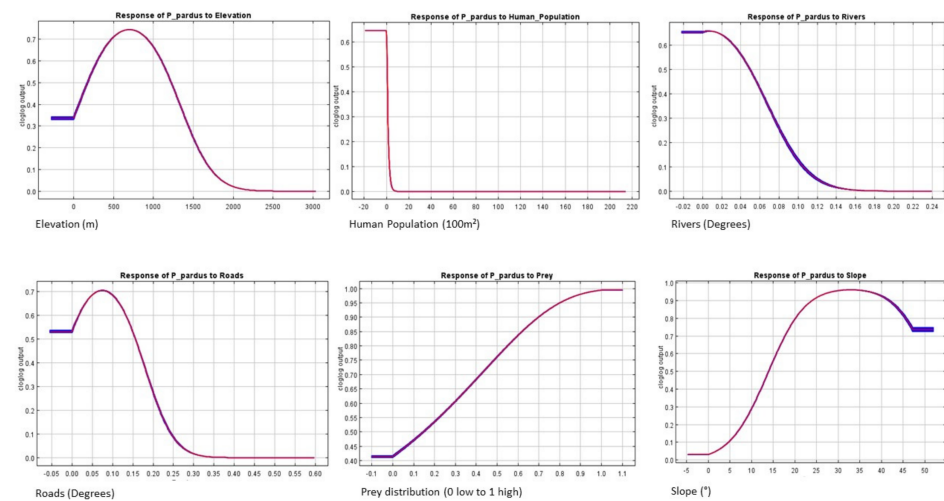 Response of P_pardus to Elevation
cloglog output
0.7
0.6
0.5
0.4
0.3
0.2
0.1
0.0
0 500 1000 1500 2000 2500 3000
Elevation (m)
Response of P_pardus to Human_Population
cloglog output
0.6
0.5
0.4
0.3
0.2
0.1
0.0
-20 0 20 40 60 80 100 120 140 160 180 200 220
Human Population (100m²)
Response of P_pardus to Rivers
cloglog output
0.6
0.5
0.4
0.3
0.2
0.1
0.0
-0.02 0.00 0.02 0.04 0.06 0.08 0.10 0.12 0.14 0.16 0.18 0.20 0.22 0.24
Rivers (Degrees)
Response of P_pardus to Roads
cloglog output
0.7
0.6
0.5
0.4
0.3
0.2
0.1
0.0
-0.05 0.00 0.05 0.10 0.15 0.20 0.25 0.30 0.35 0.40 0.45 0.50 0.55 0.60
Roads (Degrees)
Response of P_pardus to Prey
cloglog output
1.00
0.95
0.90
0.85
0.80
0.75
0.70
0.65
0.60
0.55
0.50
0.45
0.40
-0.1 0.0 0.1 0.2 0.3 0.4 0.5 0.6 0.7 0.8 0.9 1.0 1.1
Prey distribution (0 low to 1 high)
Response of P_pardus to Slope
cloglog output
1.0
0.9
0.8
0.7
0.6
0.5
0.4
0.3
0.2
0.1
0.0
-5 0 5 10 15 20 25 30 35 40 45 50
Slope (°)